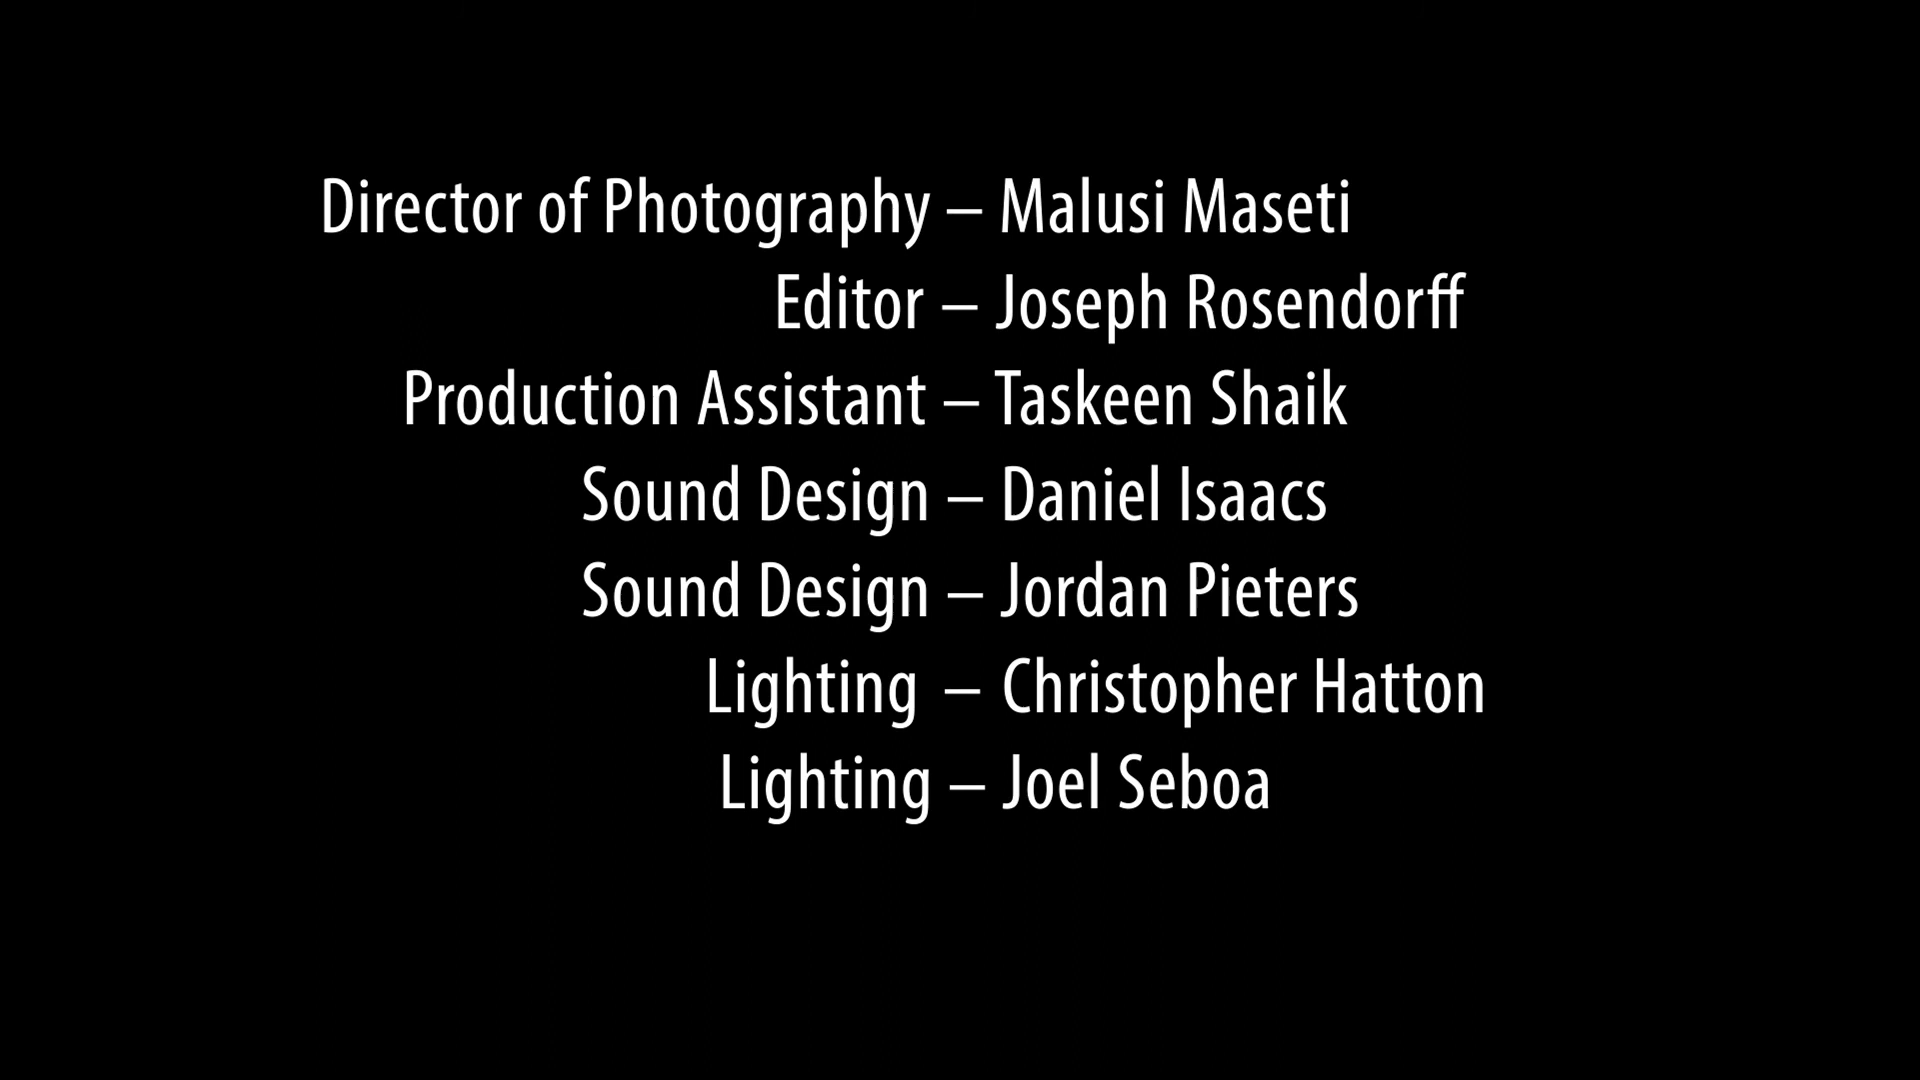 Director of Photography – Malusi Maseti
Editor – Joseph Rosendorff
Production Assistant – Taskeen Shaik
Sound Design – Daniel Isaacs
Sound Design – Jordan Pieters
Lighting – Christopher Hatton
Lighting – Joel Seboa